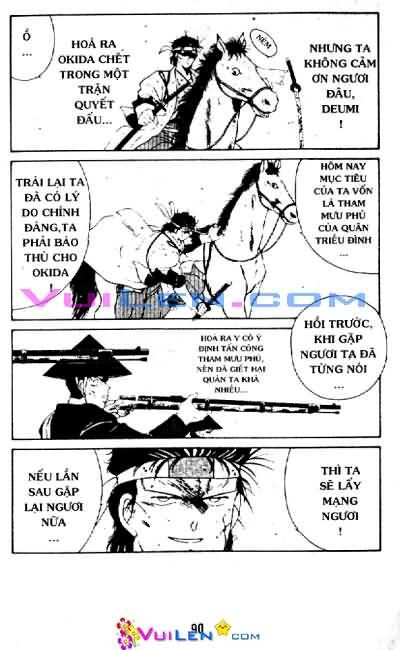 Ồ
...
HOÁ RA
OKIDA CHẾT
TRONG MỘT
TRẬN
QUYẾT
ĐẤU...
NÉM
NHƯNG TA
KHÔNG CẢM
ƠN NGƯƠI
ĐÂU,
DEUMI
!
TRÁI LẠI TA
ĐÃ CÓ LÝ
DO CHÍNH
ĐÁNG,TA
PHẢI BÁO
THÙ CHO
OKIDA
!
HÔM NAY
MỤC TIÊU
CỦA TA VỐN
LÀ THAM
MƯU PHỦ
CỦA QUÂN
TRIỀU ĐÌNH
...
VUILEN.COM
HOÁ RA Y CÓ Ý
ĐỊNH TẤN CÔNG
THAM MƯU PHỦ,
NÊN ĐÃ GIẾT HẠI
QUÂN TA KHÁ
NHIỀU...
HỒI TRƯỚC,
KHI GẶP
NGƯƠI TA ĐÃ
TỪNG NÓI
...
NẾU LẦN
SAU GẶP
LẠI NGƯƠI
NỮA
...
THÌ TA
SẼ LẤY
MẠNG
NGƯƠI
!
90
VUILEN.COM